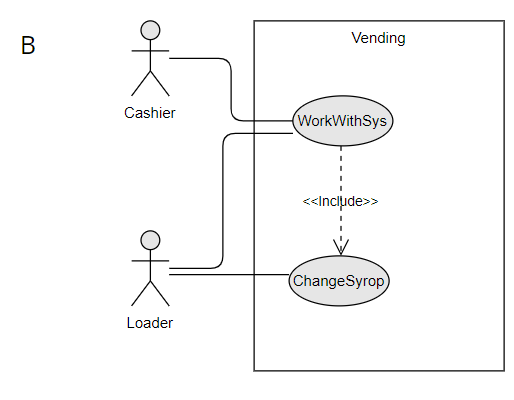 B
Vending
Cashier
WorkWithSys
<<Include>>
Loader
ChangeSyrop